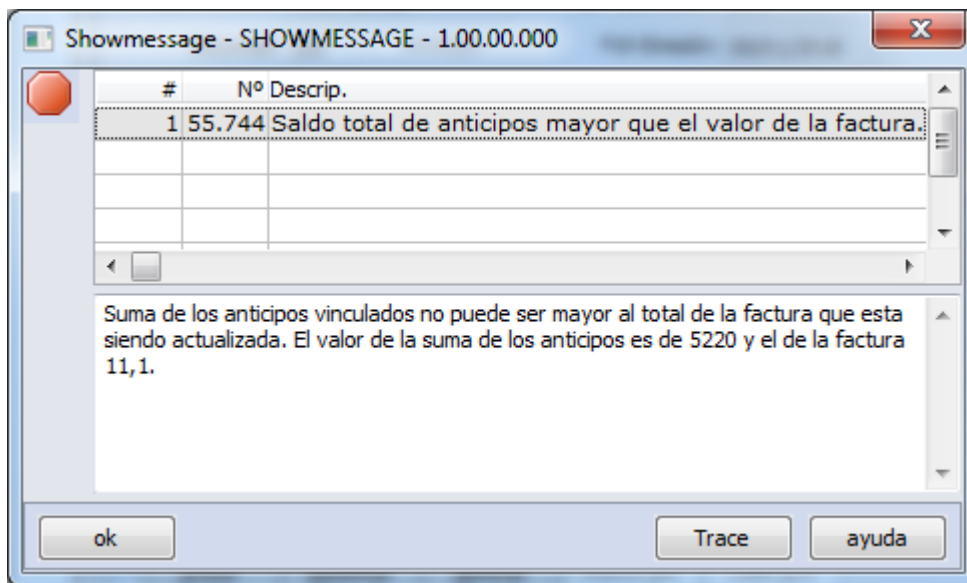 Showmessage - SHOWMESSAGE - 1.00.00.000
# Nº Descrip.
1 55.744 Saldo total de anticipos mayor que el valor de la factura.
Suma de los anticipos vinculados no puede ser mayor al total de la factura que esta
siendo actualizada. El valor de la suma de los anticipos es de 5220 y el de la factura
11,1.
ok Trace ayuda